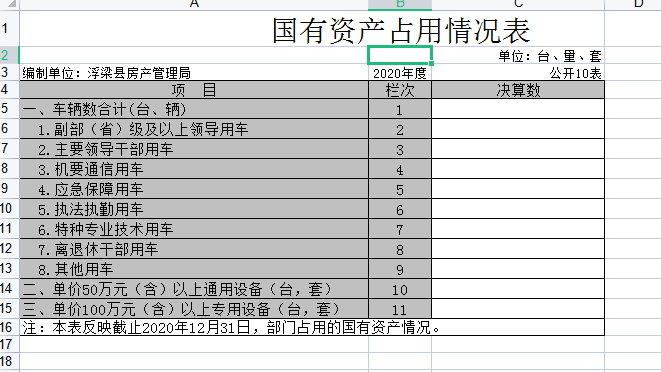 A B C D
1 国有资产占用情况表
2 单位：台、量、套
3 编制单位：浮梁县房产管理局 2020年度 公开10表
4 项 目 栏次 决算数
5 一、车辆数合计(台、辆) 1
6 1.副部（省）级及以上领导用车 2
7 2.主要领导干部用车 3
8 3.机要通信用车 4
9 4.应急保障用车 5
10 5.执法执勤用车 6
11 6.特种专业技术用车 7
12 7.离退休干部用车 8
13 8.其他用车 9
14 二、单价50万元（含）以上通用设备（台，套） 10
15 三、单价100万元（含）以上专用设备（台，套） 11
16 注：本表反映截止2020年12月31日，部门占用的国有资产情况。
17
18